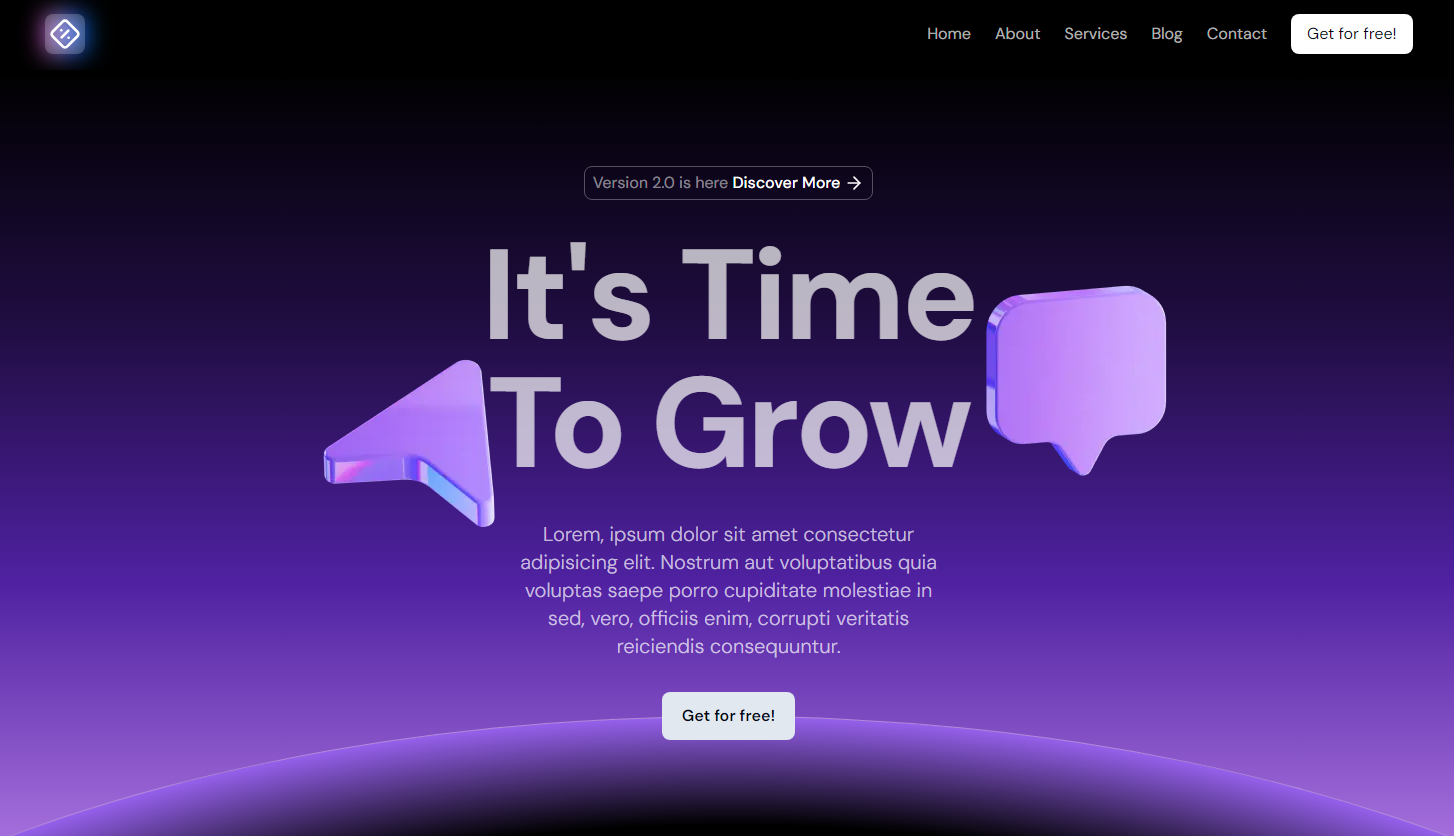 Home About Services Blog Contact Get for free!
Version 2.0 is here Discover More →
It's Time
To Grow
Lorem, ipsum dolor sit amet consectetur
adipisicing elit. Nostrum aut voluptatibus quia
voluptas saepe porro cupiditate molestiae in
sed, vero, officiis enim, corrupti veritatis
reiciendis consequuntur.
Get for free!